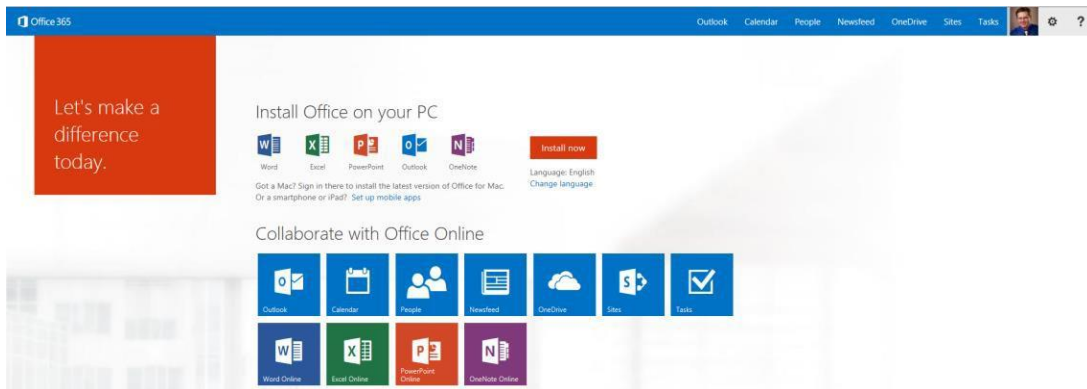 Office 365
Outlook Calendar People Newsfeed OneDrive Sites Tasks ?
Let's make a
difference
today.
Install Office on your PC
Word Excel PowerPoint Outlook OneNote
Install now
Language: English
Change language
Got a Mac? Sign in there to install the latest version of Office for Mac.
Or a smartphone or iPad? Set up mobile apps
Collaborate with Office Online
Outlook Calendar People Newsfeed OneDrive Sites Tasks
Word Online Excel Online PowerPoint Online OneNote Online